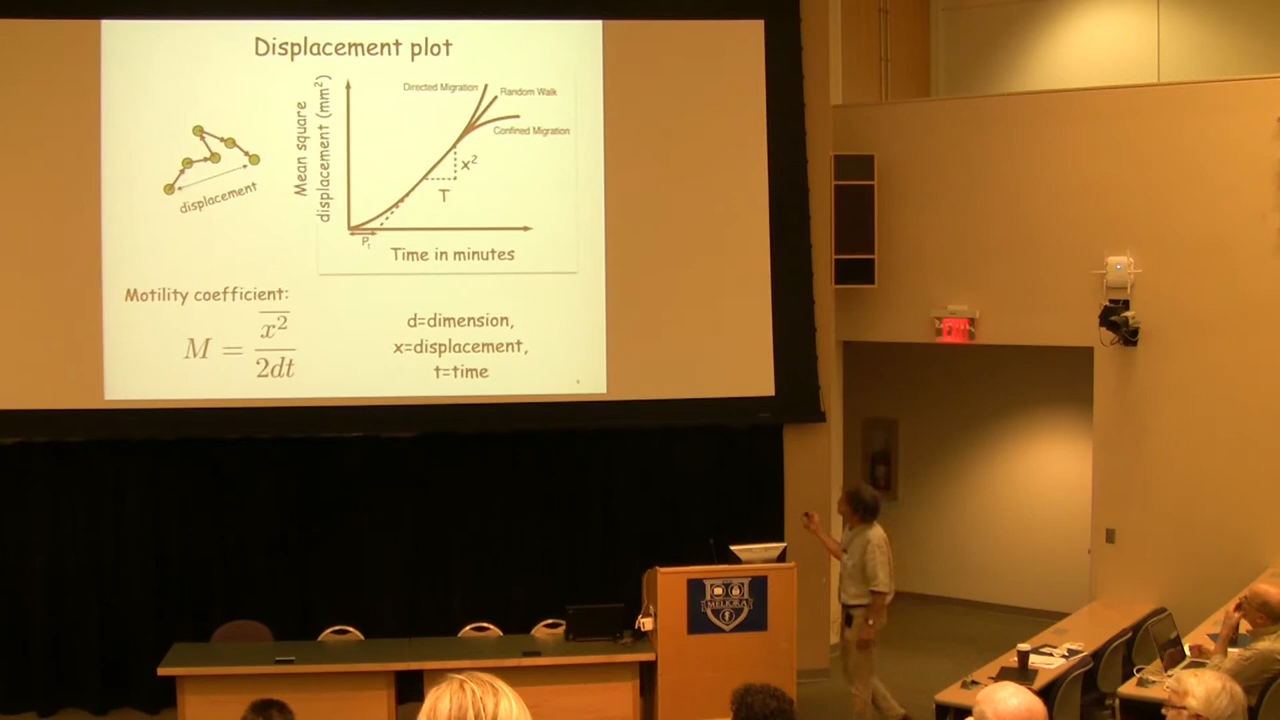 Displacement plot
Mean square
displacement (mm²)
Directed Migration
Random Walk
Confined Migration
x²
T
P
Time in minutes
displacement
Motility coefficient:
M = x²
2dt
d=dimension,
x=displacement,
t=time
MELIORA